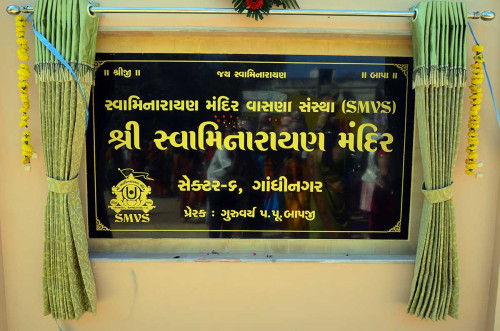 ॥ શ્રીજી ॥ જય સ્વામિનારાયણ ॥ બાપા ॥
સ્વામિનારાયણ મંદિર વાસણા સંસ્થા (SMVS)
શ્રી સ્વામિનારાયણ મંદિર
સેક્ટર-૬, ગાંધીનગર
SMVS
પ્રેરક : ગુરુવર્ય પ.પૂ.બાપજી